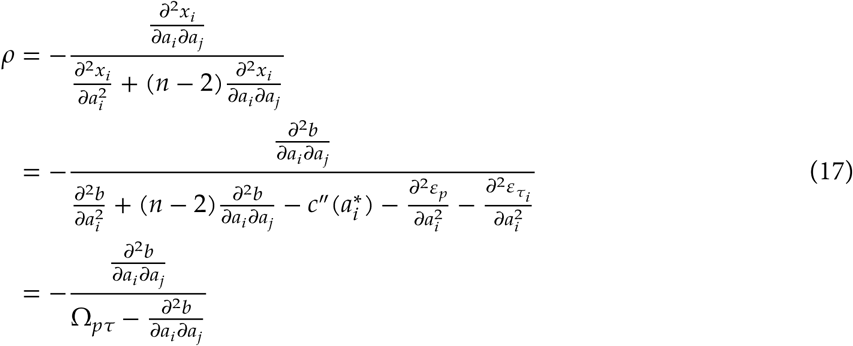 \rho = -\frac{\frac{\partial^2 x_i}{\partial a_i \partial a_j}}{\frac{\partial^2 x_i}{\partial a_i^2} + (n-2)\frac{\partial^2 x_i}{\partial a_i \partial a_j}}
= -\frac{\frac{\partial^2 b}{\partial a_i \partial a_j}}{\frac{\partial^2 b}{\partial a_i^2} + (n-2)\frac{\partial^2 b}{\partial a_i \partial a_j} - c''(a_i^*) - \frac{\partial^2 \varepsilon_p}{\partial a_i^2} - \frac{\partial^2 \varepsilon_{\tau_i}}{\partial a_i^2}} (17)
= -\frac{\frac{\partial^2 b}{\partial a_i \partial a_j}}{\Omega_{p\tau} - \frac{\partial^2 b}{\partial a_i \partial a_j}}